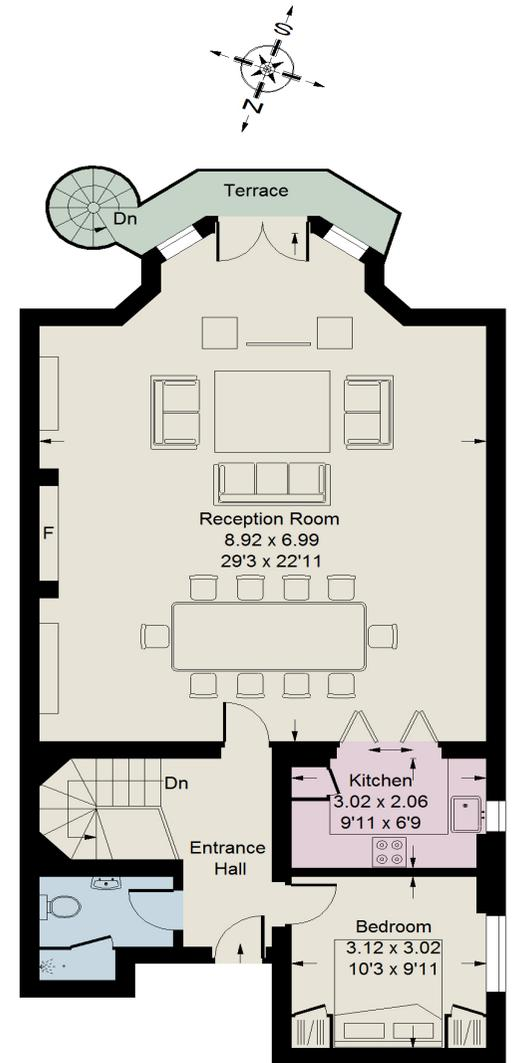 S
N
Terrace
Dn
Reception Room
8.92 x 6.99
29'3 x 22'11
F
Dn
Kitchen
3.02 x 2.06
9'11 x 6'9
Entrance
Hall
Bedroom
3.12 x 3.02
10'3 x 9'11